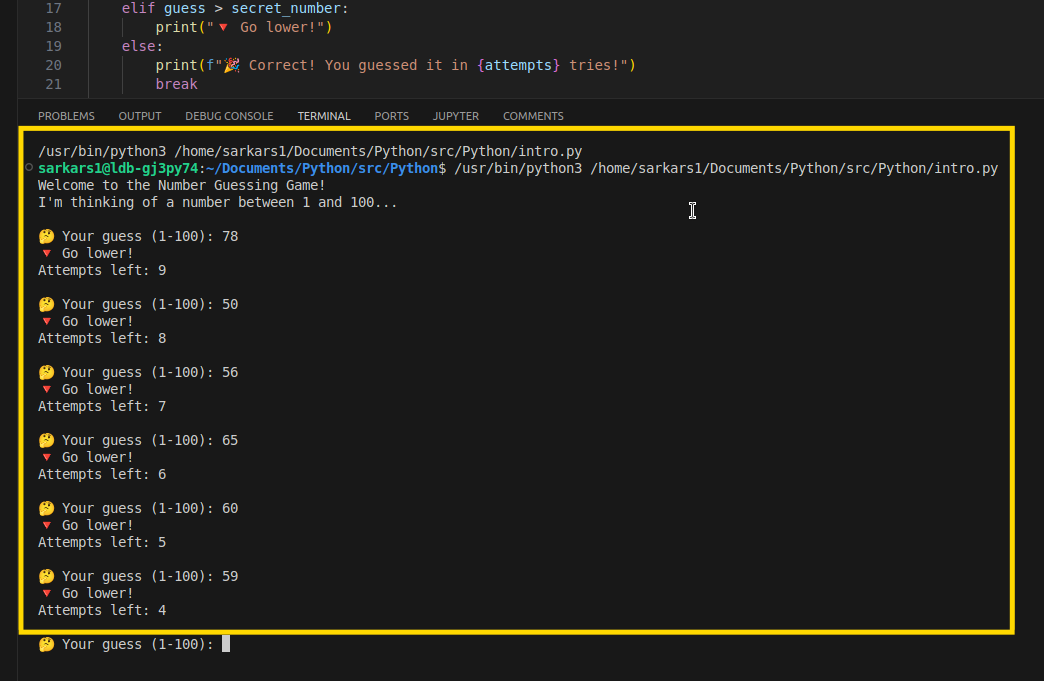 17 elif guess > secret_number:
18 print("🔻 Go lower!")
19 else:
20 print(f"🎉 Correct! You guessed it in {attempts} tries!")
21 break
PROBLEMS OUTPUT DEBUG CONSOLE TERMINAL PORTS JUPYTER COMMENTS
/usr/bin/python3 /home/sarkars1/Documents/Python/src/Python/intro.py
sarkars1@ldb-gj3py74:~/Documents/Python/src/Python$ /usr/bin/python3 /home/sarkars1/Documents/Python/src/Python/intro.py
Welcome to the Number Guessing Game!
I'm thinking of a number between 1 and 100...
🤔 Your guess (1-100): 78
🔻 Go lower!
Attempts left: 9
🤔 Your guess (1-100): 50
🔻 Go lower!
Attempts left: 8
🤔 Your guess (1-100): 56
🔻 Go lower!
Attempts left: 7
🤔 Your guess (1-100): 65
🔻 Go lower!
Attempts left: 6
🤔 Your guess (1-100): 60
🔻 Go lower!
Attempts left: 5
🤔 Your guess (1-100): 59
🔻 Go lower!
Attempts left: 4
🤔 Your guess (1-100):